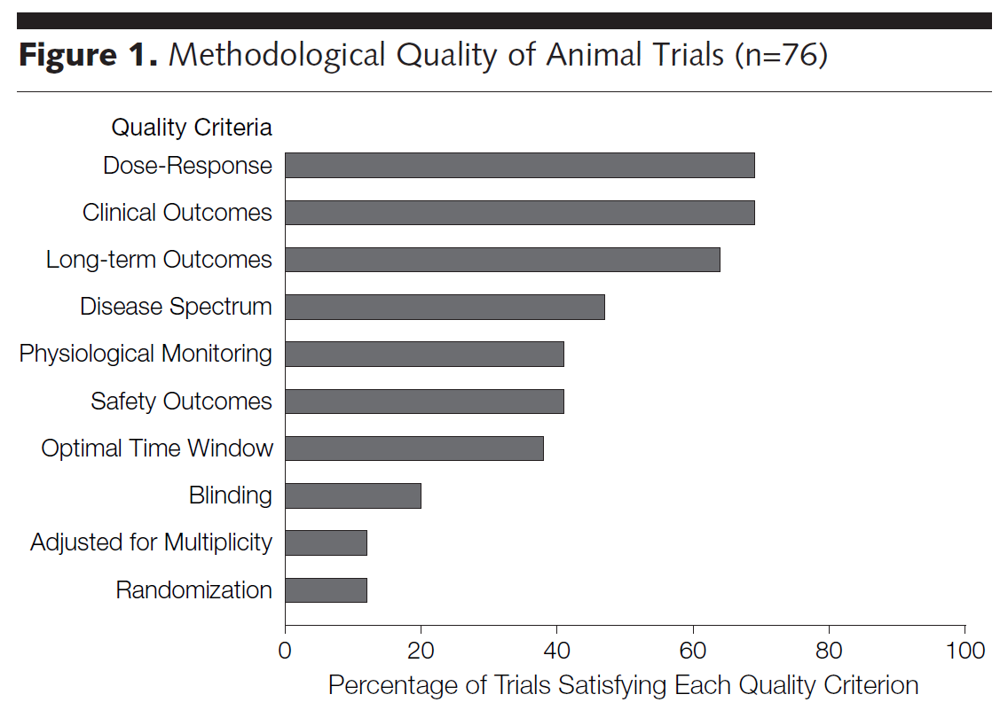 Figure 1. Methodological Quality of Animal Trials (n=76)
Quality Criteria
Dose-Response
Clinical Outcomes
Long-term Outcomes
Disease Spectrum
Physiological Monitoring
Safety Outcomes
Optimal Time Window
Blinding
Adjusted for Multiplicity
Randomization
0 20 40 60 80 100
Percentage of Trials Satisfying Each Quality Criterion